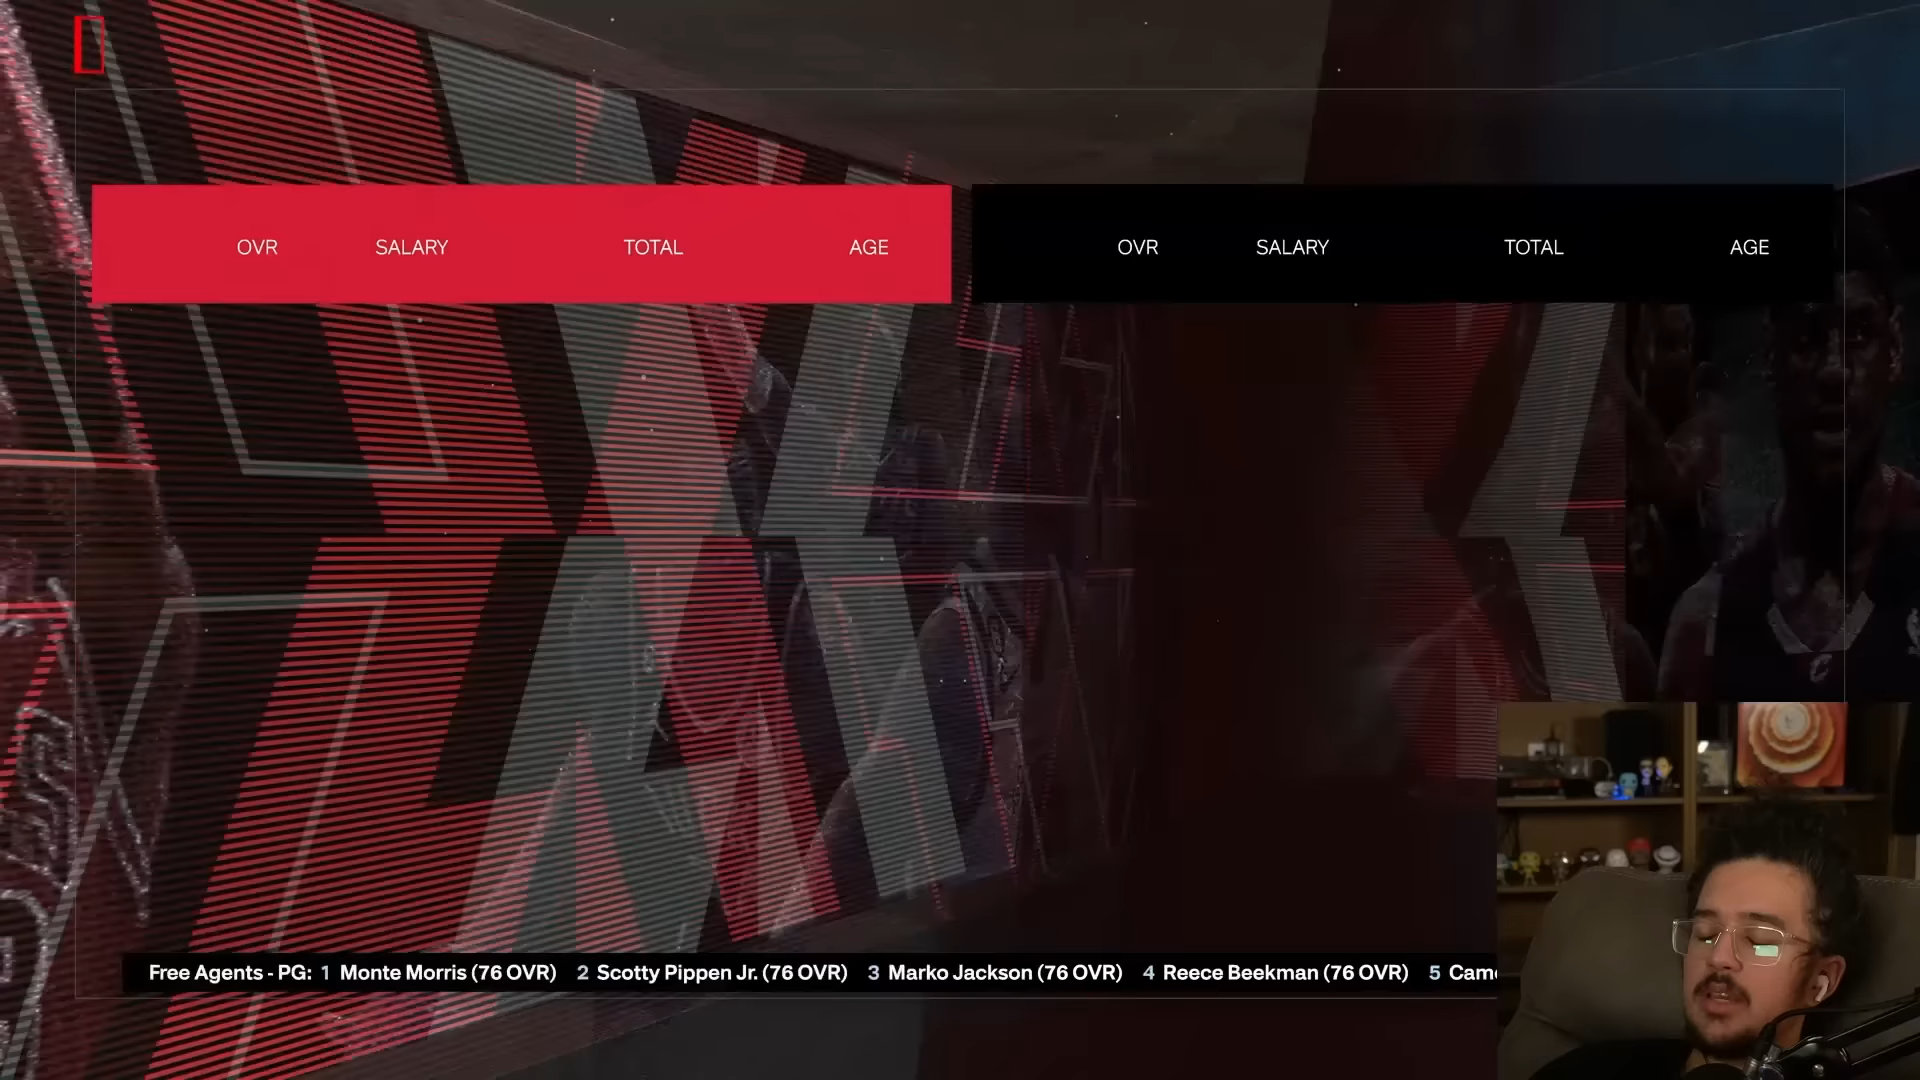 OVR SALARY TOTAL AGE
OVR SALARY TOTAL AGE
Free Agents - PG: 1 Monte Morris (76 OVR) 2 Scotty Pippen Jr. (76 OVR) 3 Marko Jackson (76 OVR) 4 Reece Beekman (76 OVR) 5